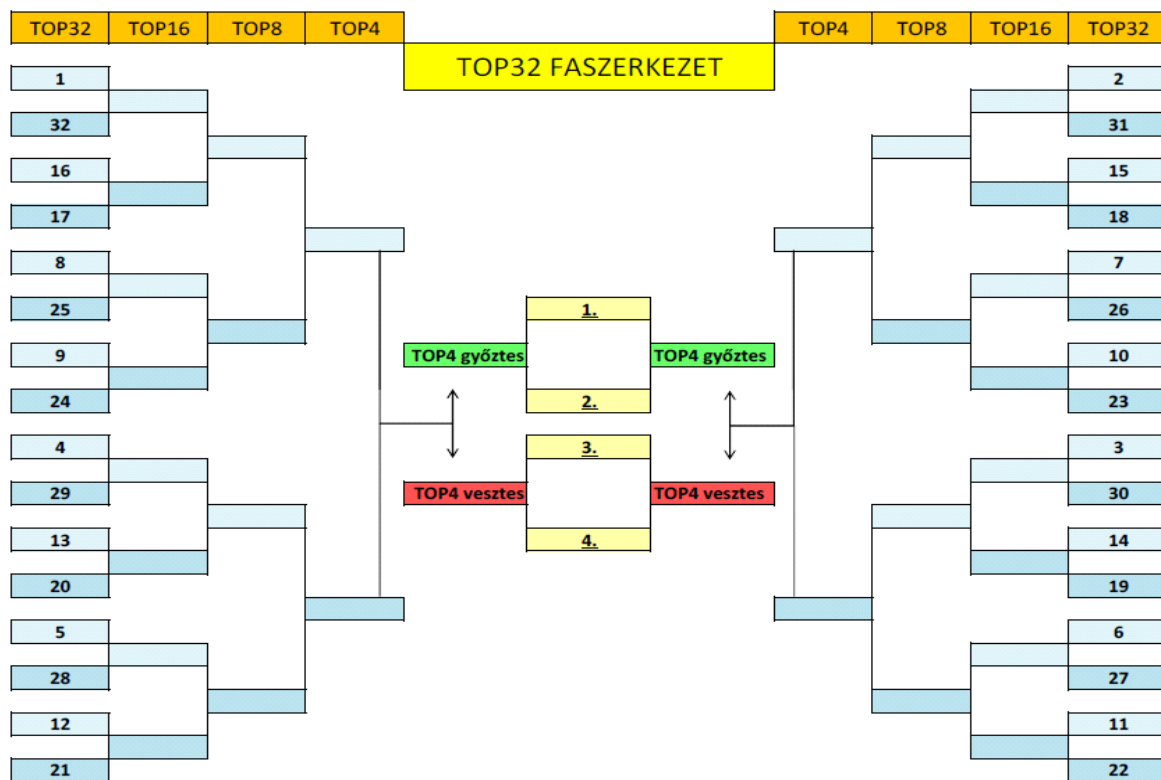 TOP32 TOP16 TOP8 TOP4 TOP4 TOP8 TOP16 TOP32
TOP32 FASZERKEZET
1 2
32 31
16 15
17 18
8 7
25 26
1.
9 TOP4 győztes TOP4 győztes 10
24 2. 23
4 3. 3
29 TOP4 vesztes TOP4 vesztes 30
13 4. 14
20 19
5 6
28 27
12 11
21 22